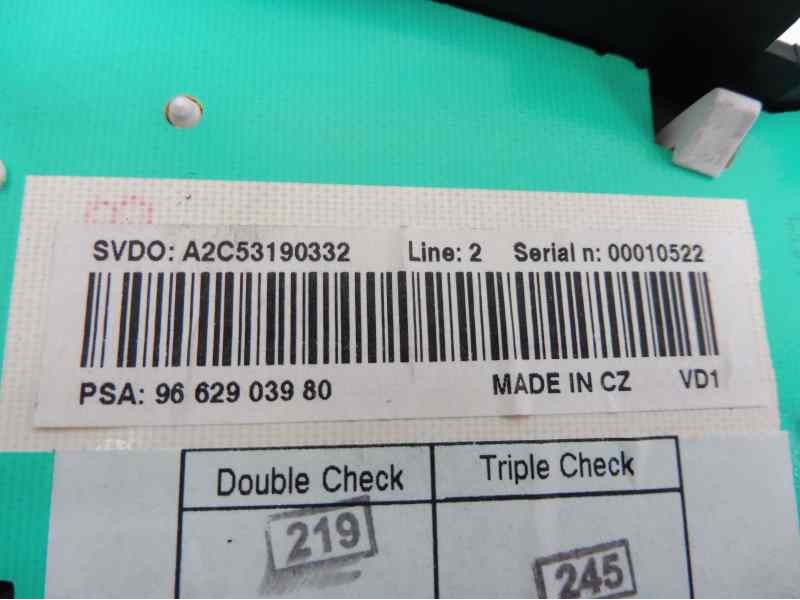 SVDO: A2C53190332 Line: 2 Serial n: 00010522
PSA: 96 629 039 80 MADE IN CZ VD1
Double Check Triple Check
219 245